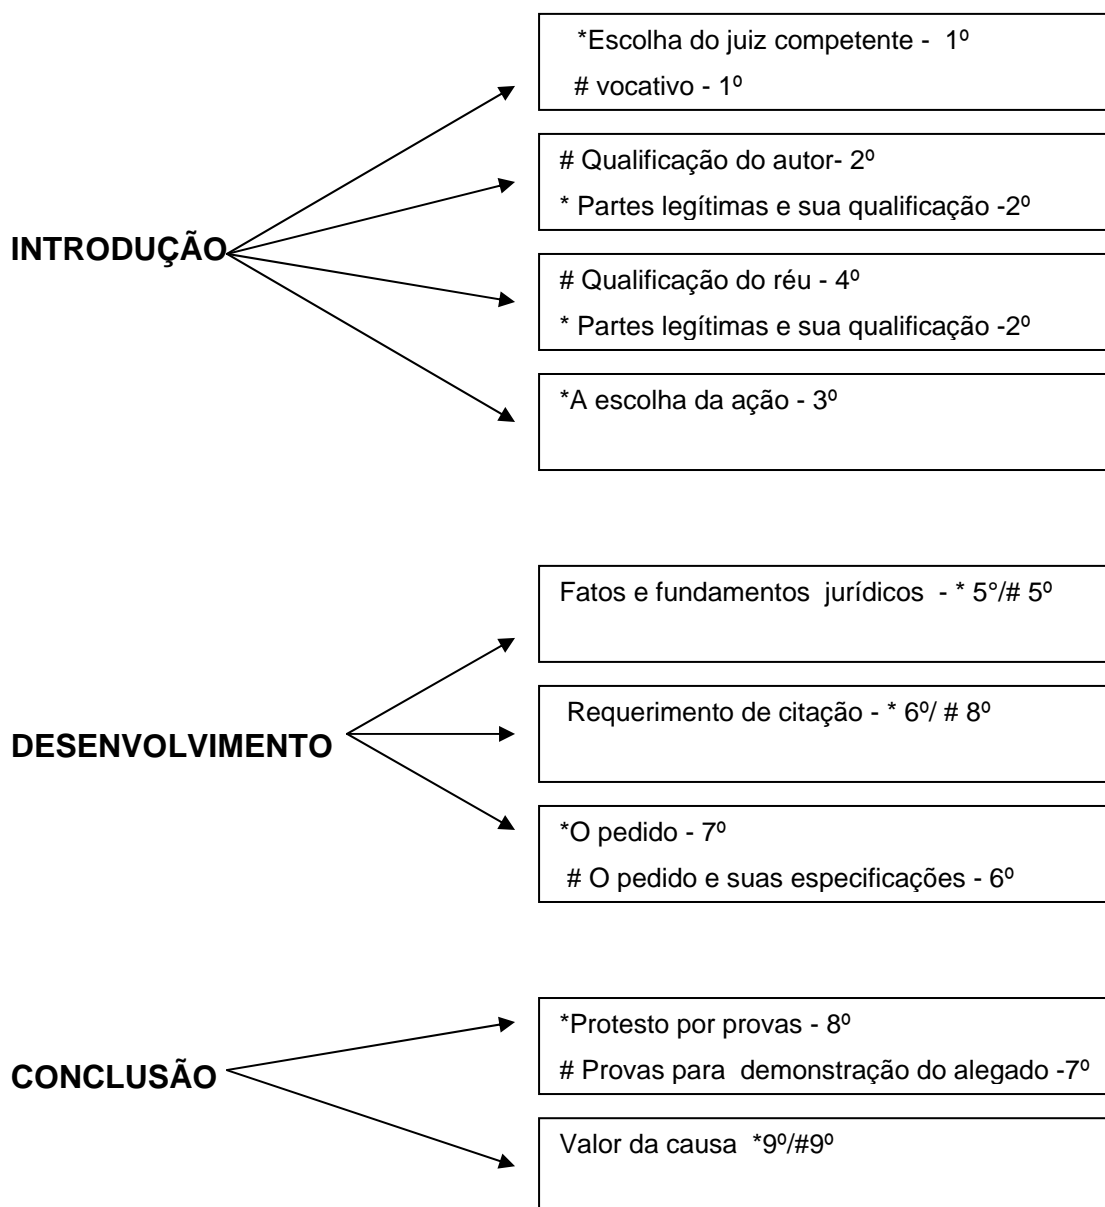 *Escolha do juiz competente - 1º
# vocativo - 1º
# Qualificação do autor- 2º
* Partes legítimas e sua qualificação -2º
INTRODUÇÃO
# Qualificação do réu - 4º
* Partes legítimas e sua qualificação -2º
*A escolha da ação - 3º
Fatos e fundamentos jurídicos - * 5°/# 5º
Requerimento de citação - * 6º/ # 8º
DESENVOLVIMENTO
*O pedido - 7º
# O pedido e suas especificações - 6º
*Protesto por provas - 8º
# Provas para demonstração do alegado -7º
CONCLUSÃO
Valor da causa *9º/#9º